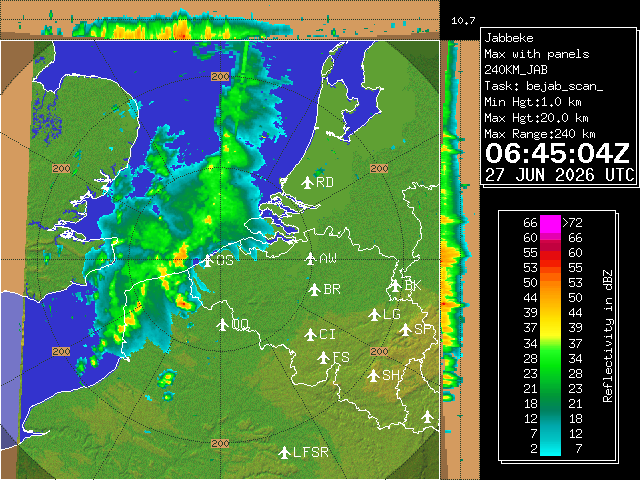 10.7
Jabbeke
Max with panels
240KM_JAB
Task: bejab_scan_
Min Hgt:1.0 km
Max Hgt:20.0 km
Max Range:240 km
06:45:04Z
27 JUN 2026 UTC
200
200
200
RD
OS
AW
BR
BK
LG
QQ
CI
SP
200
200
FS
SH
200
LFSR
66 >72
60 66
55 60
53 55
50 53
44 50
39 44
37 39
34 37
28 34
24 28
23 24
21 23
18 21
12 18
7 12
2 7
Reflectivity in dBZ